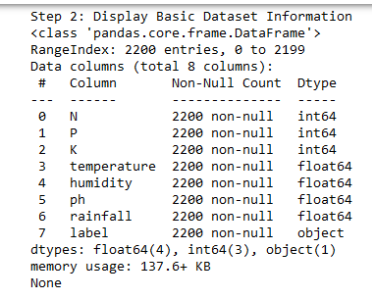 Step 2: Display Basic Dataset Information
<class 'pandas.core.frame.DataFrame'>
RangeIndex: 2200 entries, 0 to 2199
Data columns (total 8 columns):
 #   Column       Non-Null Count  Dtype
---  ------       --------------  -----
 0   N            2200 non-null   int64
 1   P            2200 non-null   int64
 2   K            2200 non-null   int64
 3   temperature  2200 non-null   float64
 4   humidity     2200 non-null   float64
 5   ph           2200 non-null   float64
 6   rainfall     2200 non-null   float64
 7   label        2200 non-null   object
dtypes: float64(4), int64(3), object(1)
memory usage: 137.6+ KB
None